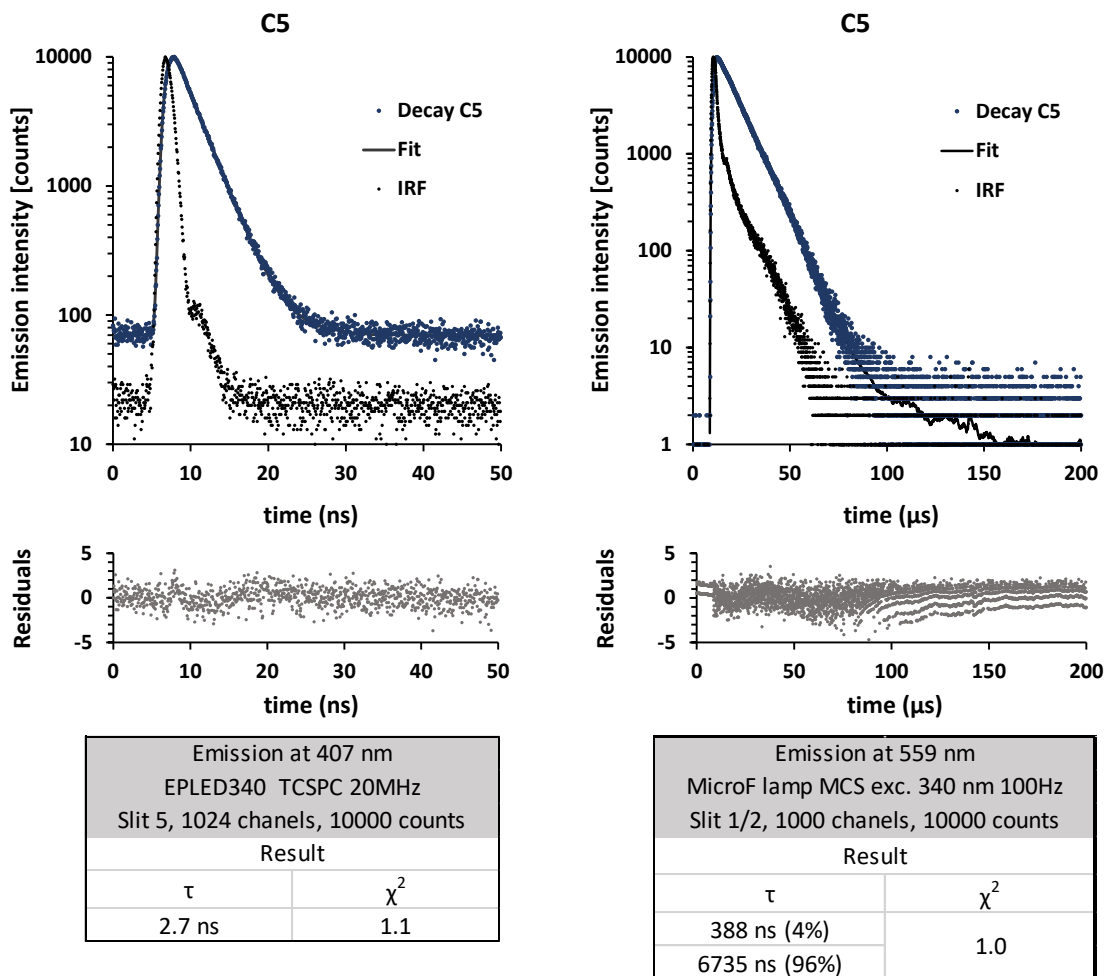 C5
10000
1000
100
10
Emission intensity [counts]
Decay C5
Fit
IRF
0 10 20 30 40 50
time (ns)
5
0
-5
Residuals
0 10 20 30 40 50
time (ns)
Emission at 407 nm
EPLED340 TCSPC 20MHz
Slit 5, 1024 chanels, 10000 counts
Result
τ χ2
2.7 ns 1.1
C5
10000
1000
100
10
1
Emission intensity [counts]
Decay C5
Fit
IRF
0 50 100 150 200
time (μs)
5
0
-5
Residuals
0 50 100 150 200
time (μs)
Emission at 559 nm
MicroF lamp MCS exc. 340 nm 100Hz
Slit 1/2, 1000 channels, 10000 counts
Result
τ χ2
388 ns (4%)
1.0
6735 ns (96%)